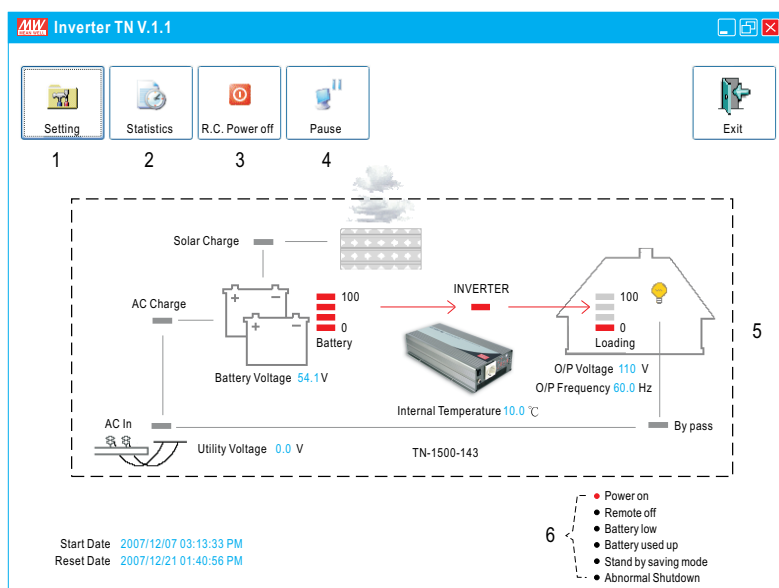 MW
MEAN WELL
Inverter TN V.1.1
Setting
Statistics
R.C. Power off
Pause
Exit
1
2
3
4
Solar Charge
AC Charge
100
0
Battery
INVERTER
100
0
Loading
5
Battery Voltage 54.1V
O/P Voltage 110 V
O/P Frequency 60.0 Hz
Internal Temperature 10.0 ℃
AC In
By pass
Utility Voltage 0.0 V
TN-1500-143
6
Power on
Remote off
Battery low
Battery used up
Stand by saving mode
Abnormal Shutdown
Start Date 2007/12/07 03:13:33 PM
Reset Date 2007/12/21 01:40:56 PM